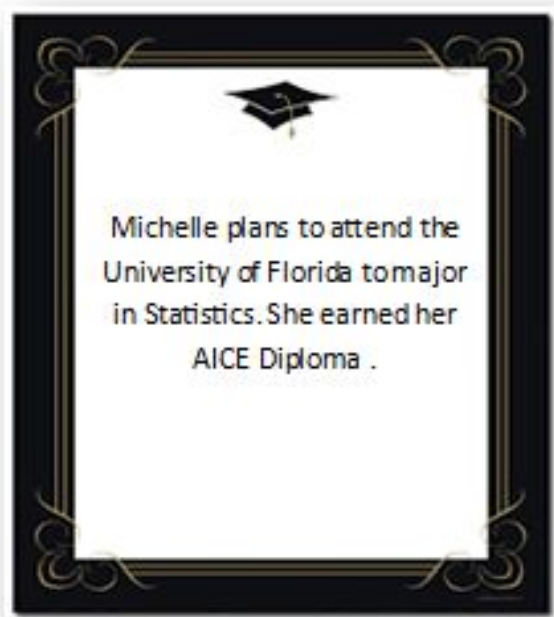 Michelle plans to attend the
University of Florida to major
in Statistics. She earned her
AICE Diploma .